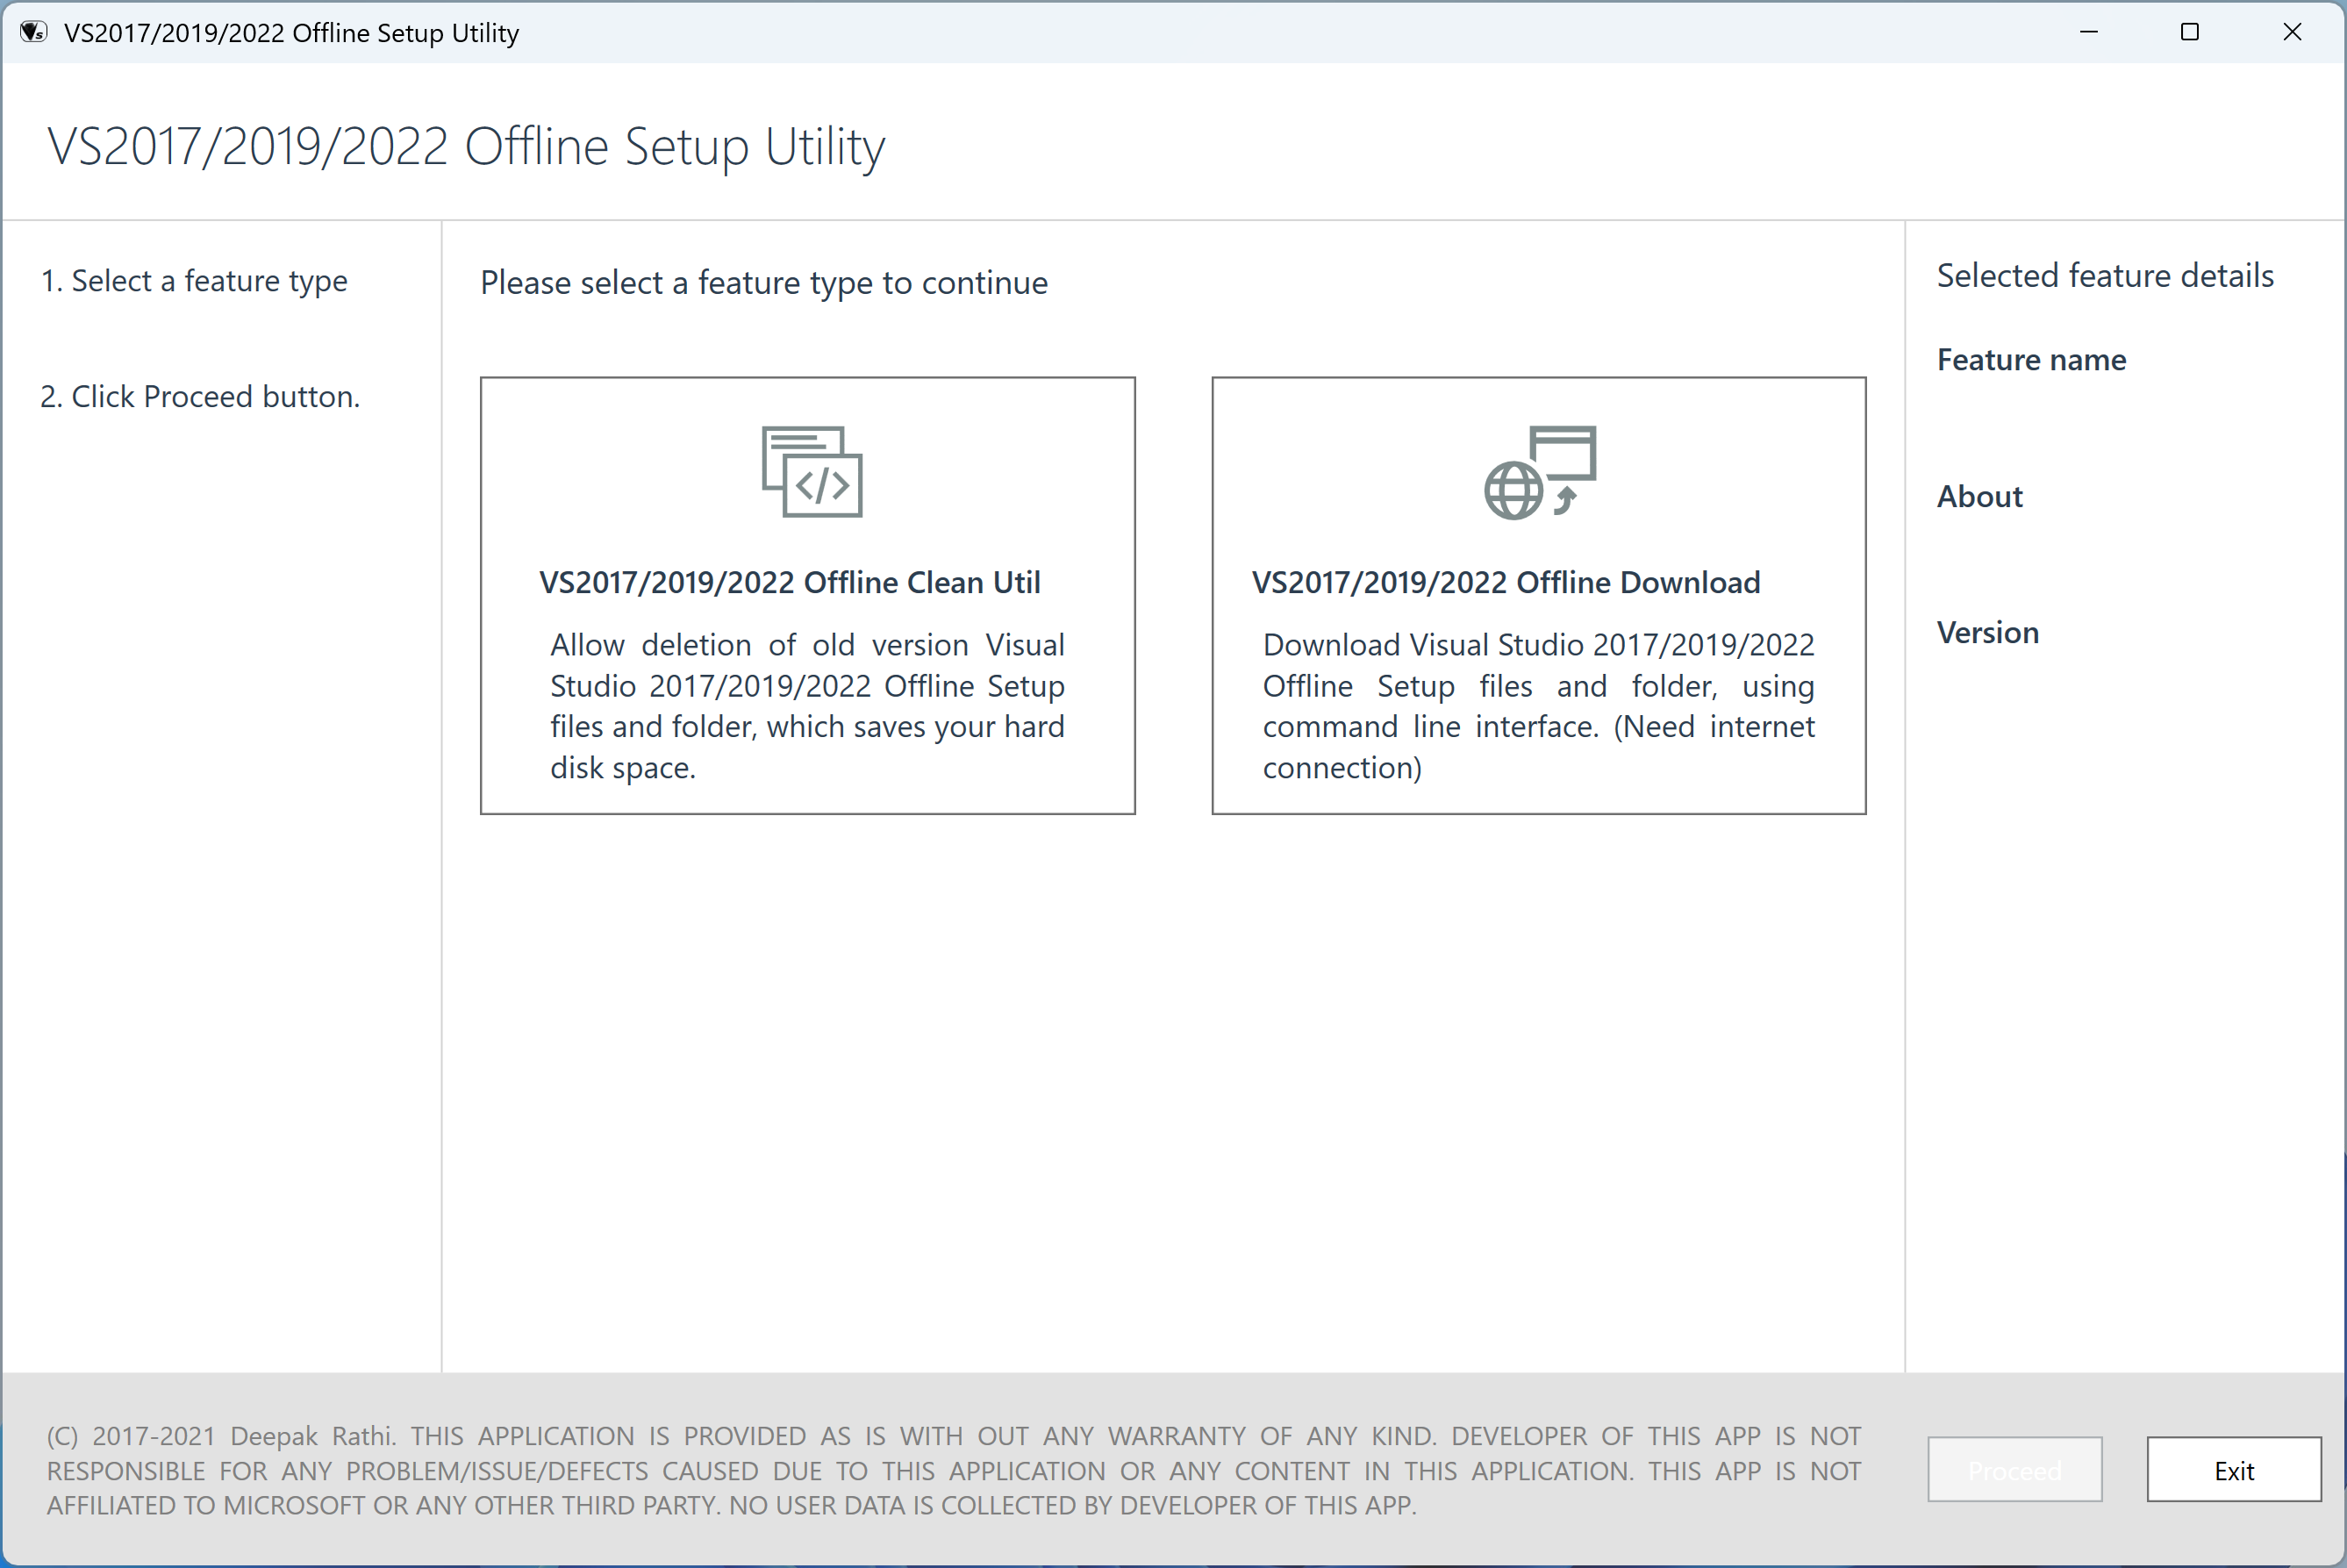 VS2017/2019/2022 Offline Setup Utility
VS2017/2019/2022 Offline Setup Utility
1. Select a feature type
2. Click Proceed button.
Please select a feature type to continue
VS2017/2019/2022 Offline Clean Util
Allow deletion of old version Visual
Studio 2017/2019/2022 Offline Setup
files and folder, which saves your hard
disk space.
VS2017/2019/2022 Offline Download
Download Visual Studio 2017/2019/2022
Offline Setup files and folder, using
command line interface. (Need internet
connection)
Selected feature details
Feature name
About
Version
(C) 2017-2021 Deepak Rathi. THIS APPLICATION IS PROVIDED AS IS WITH OUT ANY WARRANTY OF ANY KIND. DEVELOPER OF THIS APP IS NOT
RESPONSIBLE FOR ANY PROBLEM/ISSUE/DEFECTS CAUSED DUE TO THIS APPLICATION OR ANY CONTENT IN THIS APPLICATION. THIS APP IS NOT
AFFILIATED TO MICROSOFT OR ANY OTHER THIRD PARTY. NO USER DATA IS COLLECTED BY DEVELOPER OF THIS APP.
Proceed
Exit